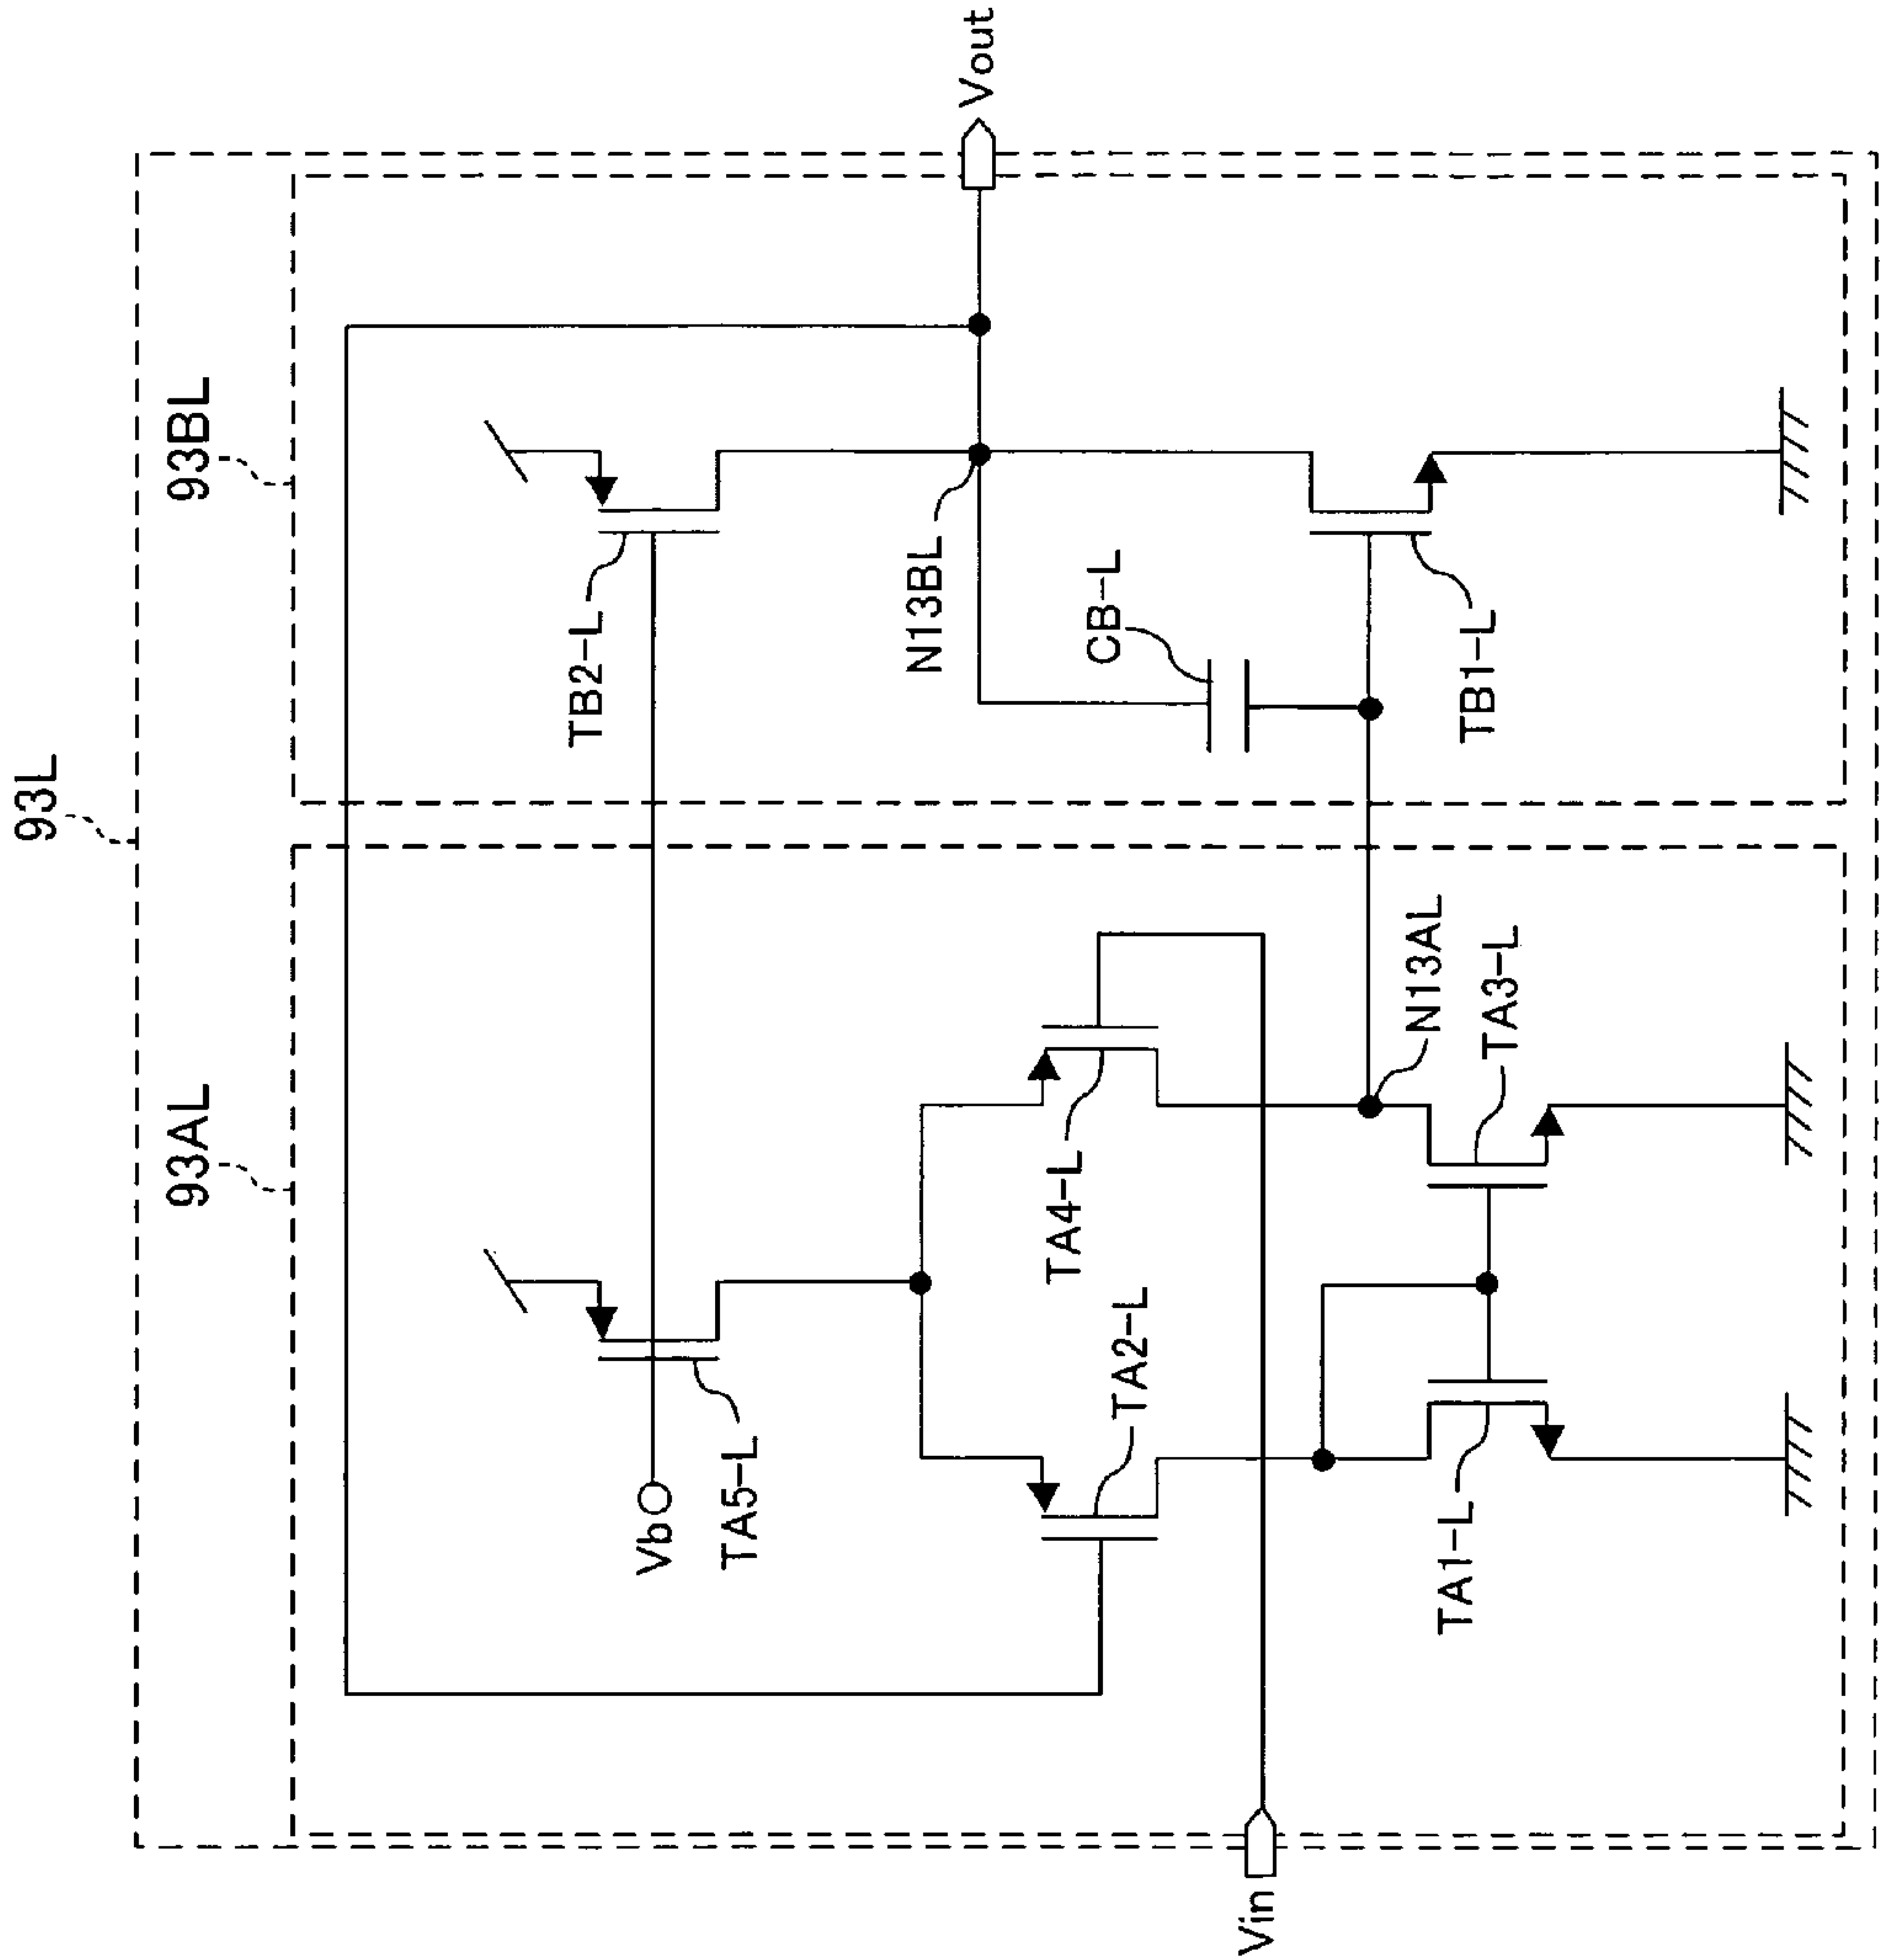 93L
93AL
93BL
Vb
TA5-L
TB2-L
N13BL
Vout
CB-L
TA4-L
TA2-L
N13AL
TB1-L
TA3-L
TA1-L
Vin